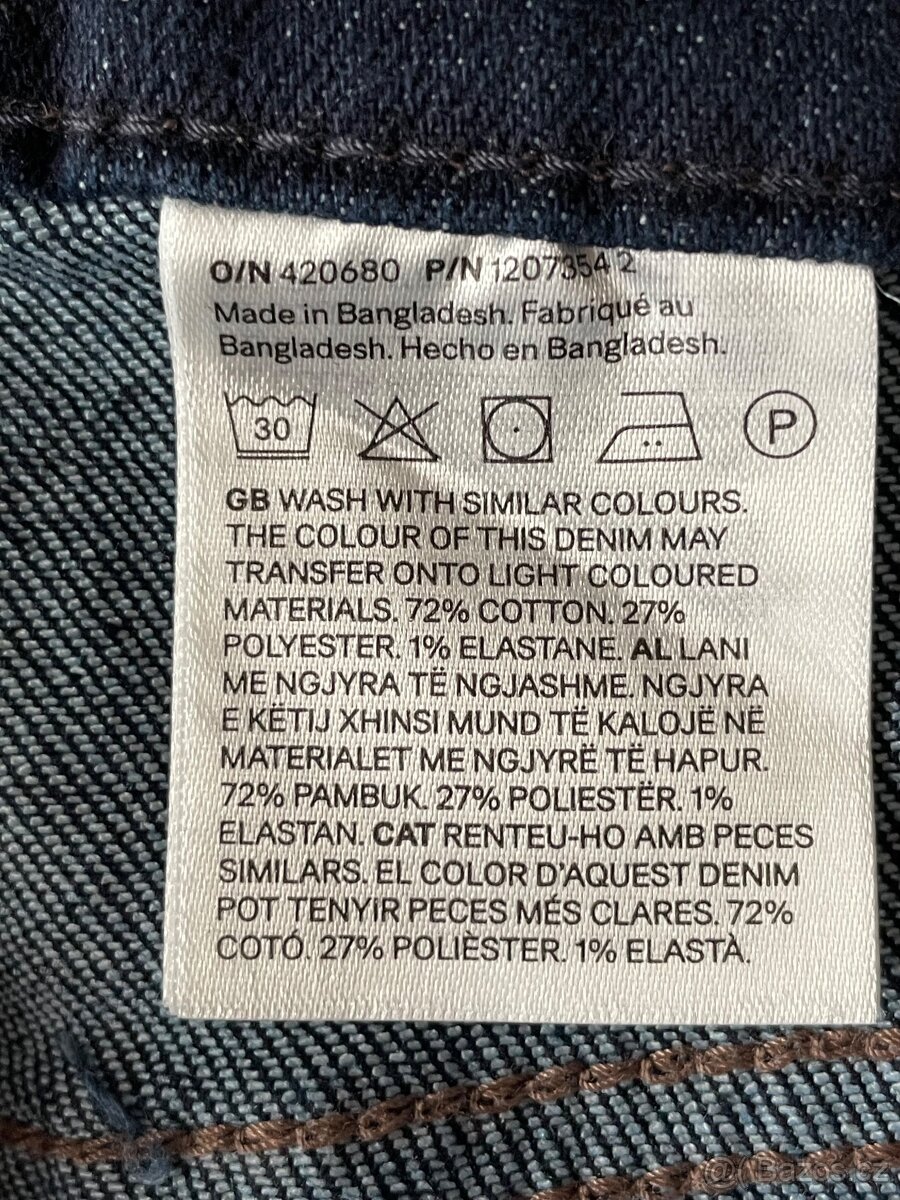 O/N 420680 P/N 1207354 2
Made in Bangladesh. Fabriqué au
Bangladesh. Hecho en Bangladesh.
30 P
GB WASH WITH SIMILAR COLOURS.
THE COLOUR OF THIS DENIM MAY
TRANSFER ONTO LIGHT COLOURED
MATERIALS. 72% COTTON. 27%
POLYESTER. 1% ELASTANE. AL LANI
ME NGJYRA TË NGJASHME. NGJYRA
E KËTIJ XHINSI MUND TË KALOJË NË
MATERIALET ME NGJYRË TË HAPUR.
72% PAMBUK. 27% POLIESTËR. 1%
ELASTAN. CAT RENTEU-HO AMB PECES
SIMILARS. EL COLOR D'AQUEST DENIM
POT TENYIR PECES MÉS CLARES. 72%
COTÓ. 27% POLIÈSTER. 1% ELASTÀ.
@ Bazos.cz